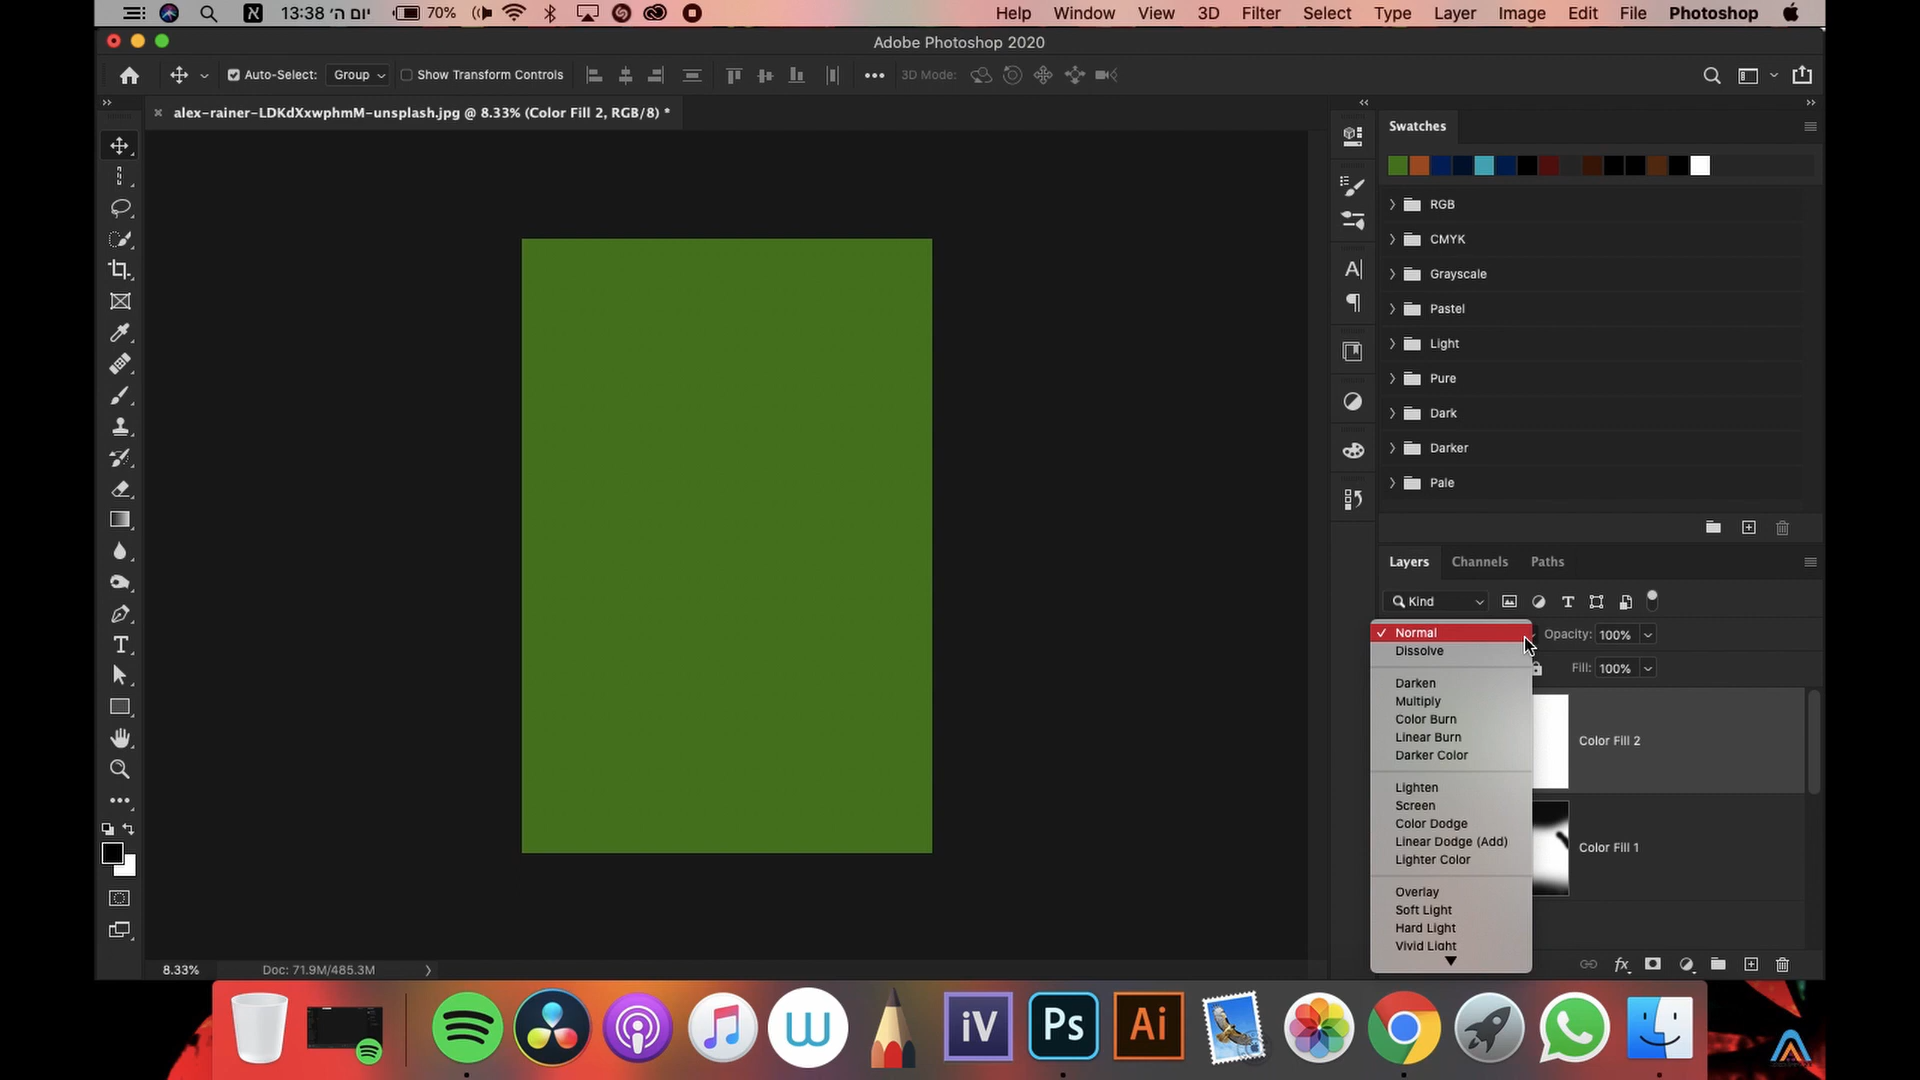 13:38 יום ה׳ א 70% Help Window View 3D Filter Select Type Layer Image Edit File Photoshop
Adobe Photoshop 2020
Auto-Select: Group Show Transform Controls 3D Mode:
alex-rainer-LDKdXxwphmM-unsplash.jpg @ 8.33% (Color Fill 2, RGB/8) *
Swatches
RGB
CMYK
Grayscale
Pastel
Light
Pure
Dark
Darker
Pale
Layers Channels Paths
Kind
Normal
Opacity: 100%
Dissolve
Fill: 100%
Darken
Multiply
Color Burn
Linear Burn
Darker Color
Color Fill 2
Lighten
Screen
Color Dodge
Linear Dodge (Add)
Lighter Color
Color Fill 1
Overlay
Soft Light
Hard Light
Vivid Light
8.33% Doc: 71.9M/485.3M
fx
iV Ps Ai